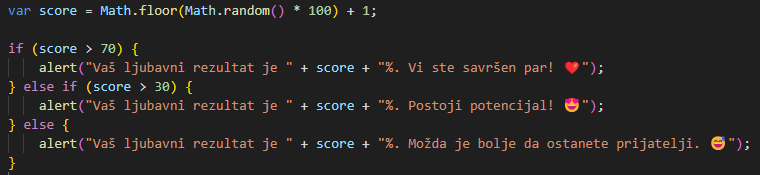 var score = Math.floor(Math.random() * 100) + 1;
if (score > 70) {
    alert("Vaš ljubavni rezultat je " + score + "%. Vi ste savršen par! ❤️");
} else if (score > 30) {
    alert("Vaš ljubavni rezultat je " + score + "%. Postoji potencijal! 😍");
} else {
    alert("Vaš ljubavni rezultat je " + score + "%. Možda je bolje da ostanete prijatelji. 😅");
}